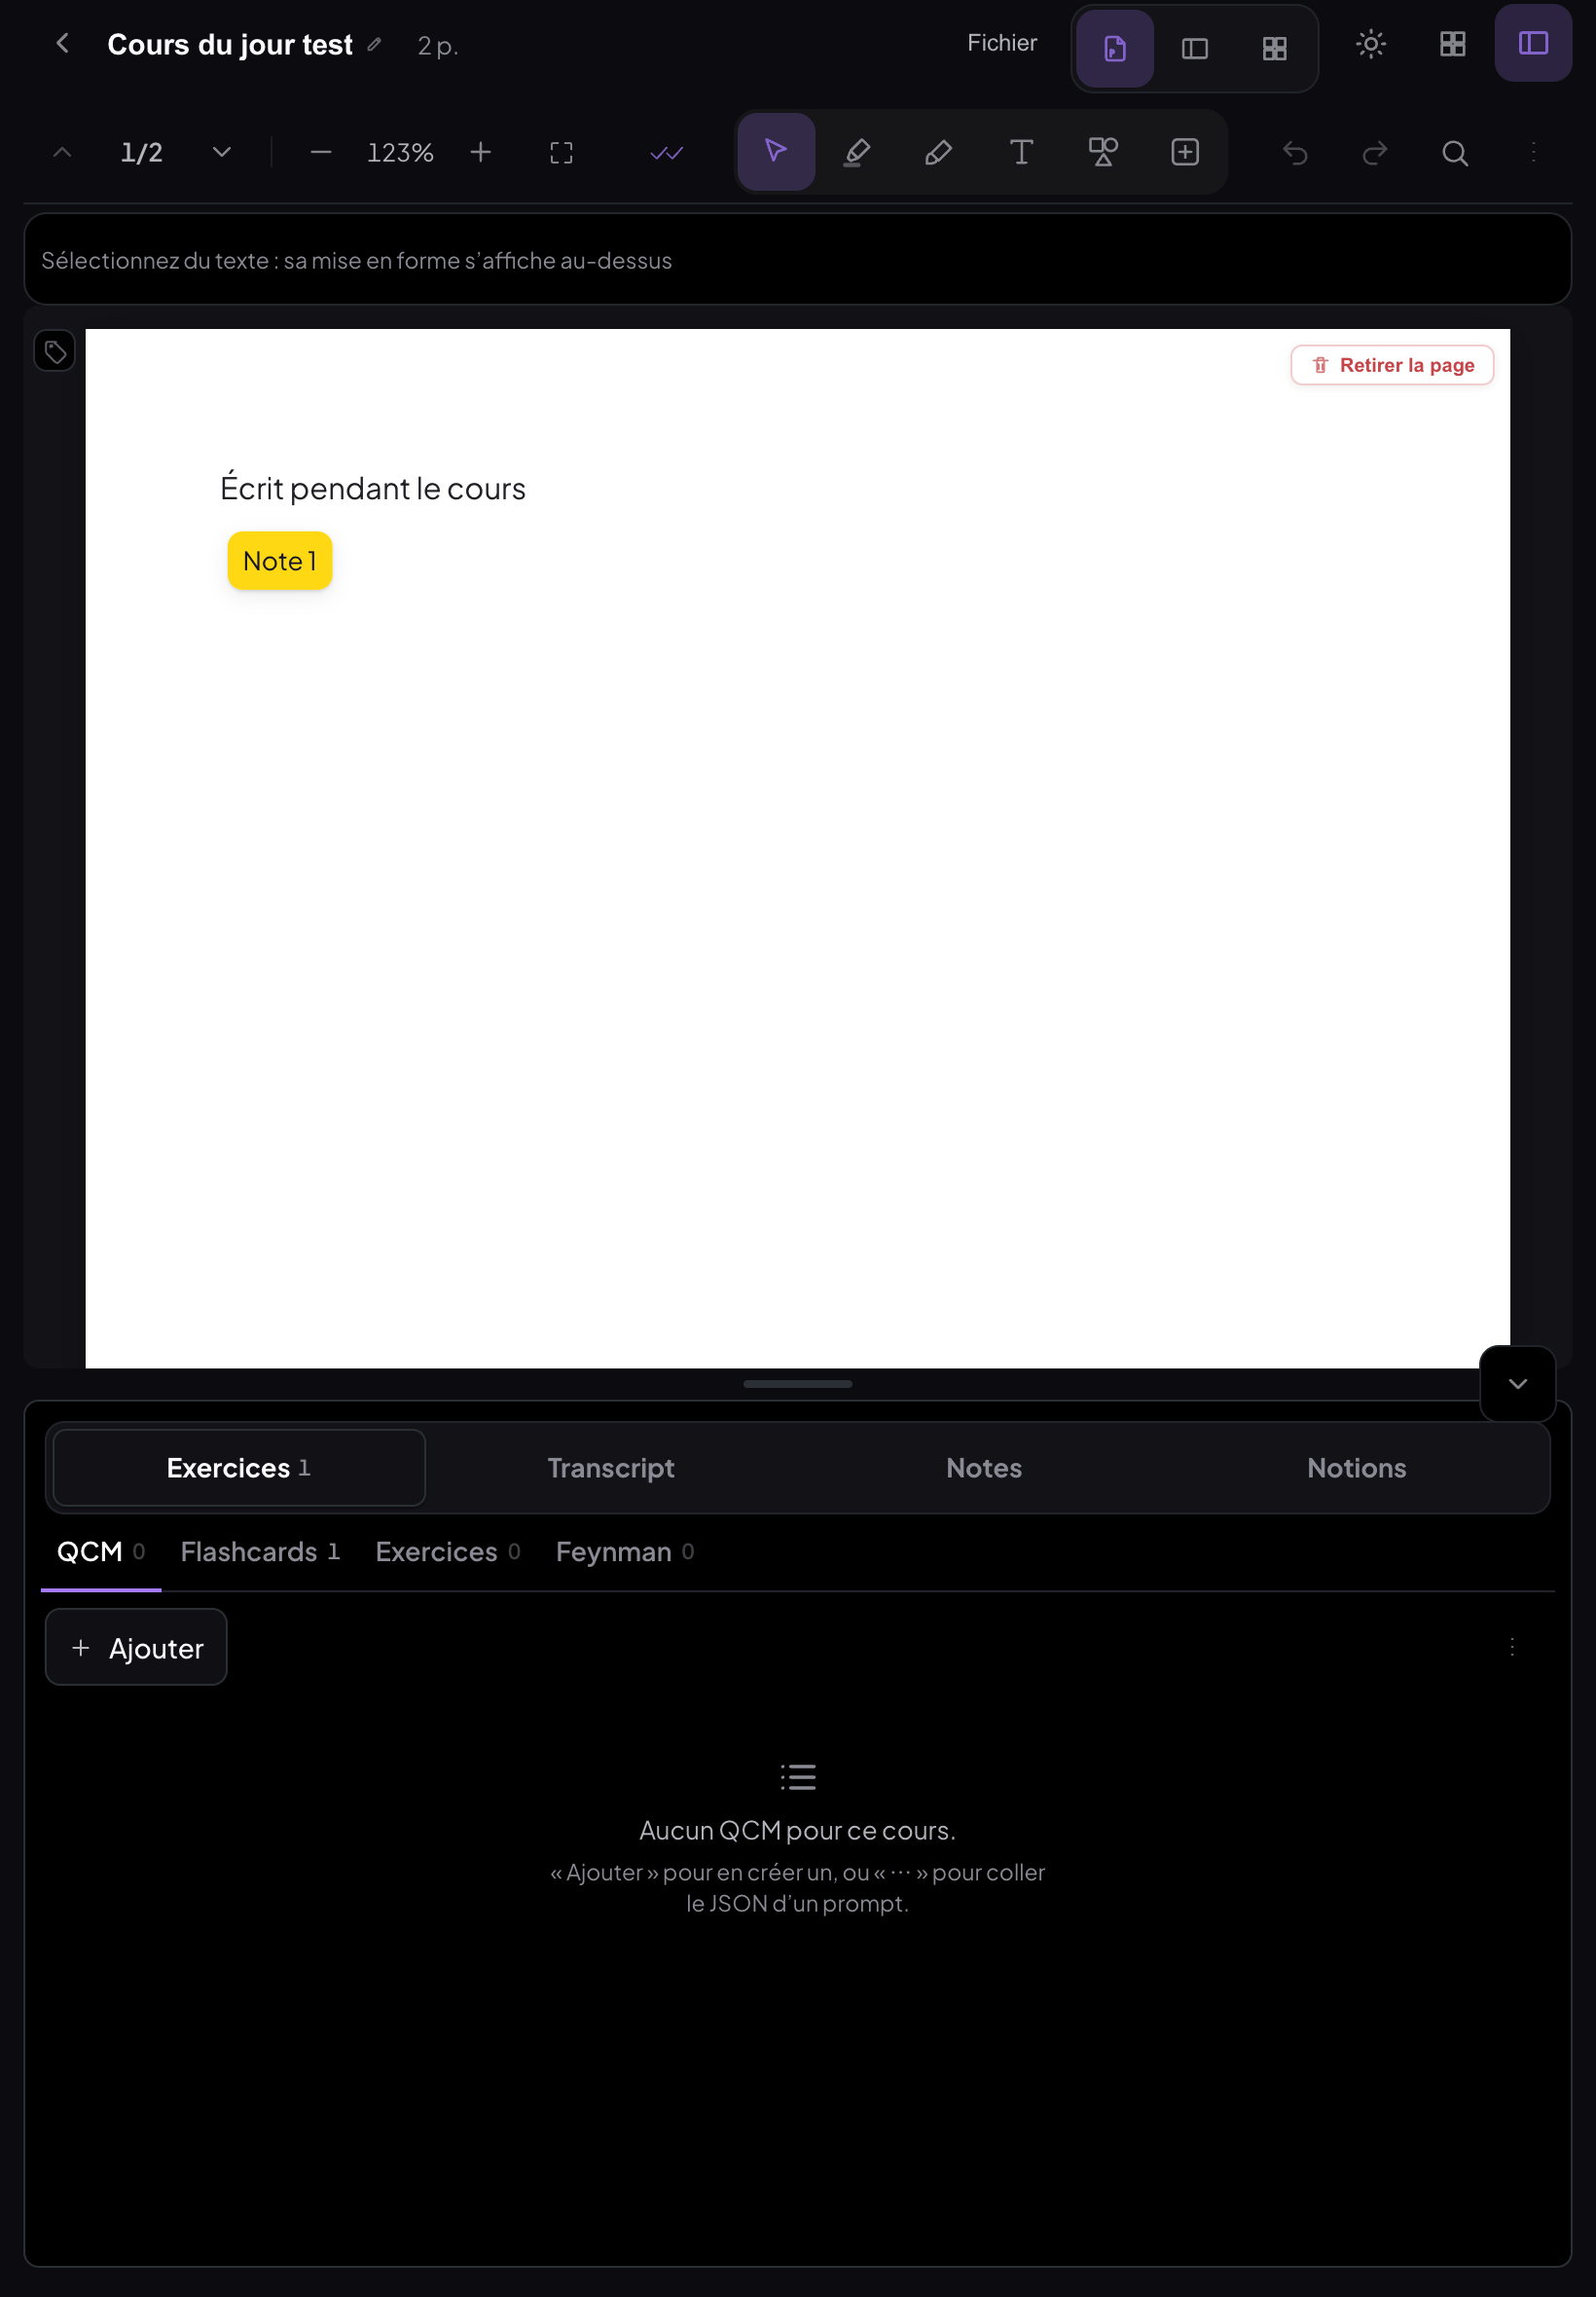 Cours du jour test
2 p.
Fichier
1/2
123%
Sélectionnez du texte : sa mise en forme s’affiche au-dessus
Retirer la page
Écrit pendant le cours
Note 1
Exercices 1
Transcript
Notes
Notions
QCM 0
Flashcards 1
Exercices 0
Feynman 0
+ Ajouter
Aucun QCM pour ce cours.
« Ajouter » pour en créer un, ou « ··· » pour coller
le JSON d’un prompt.